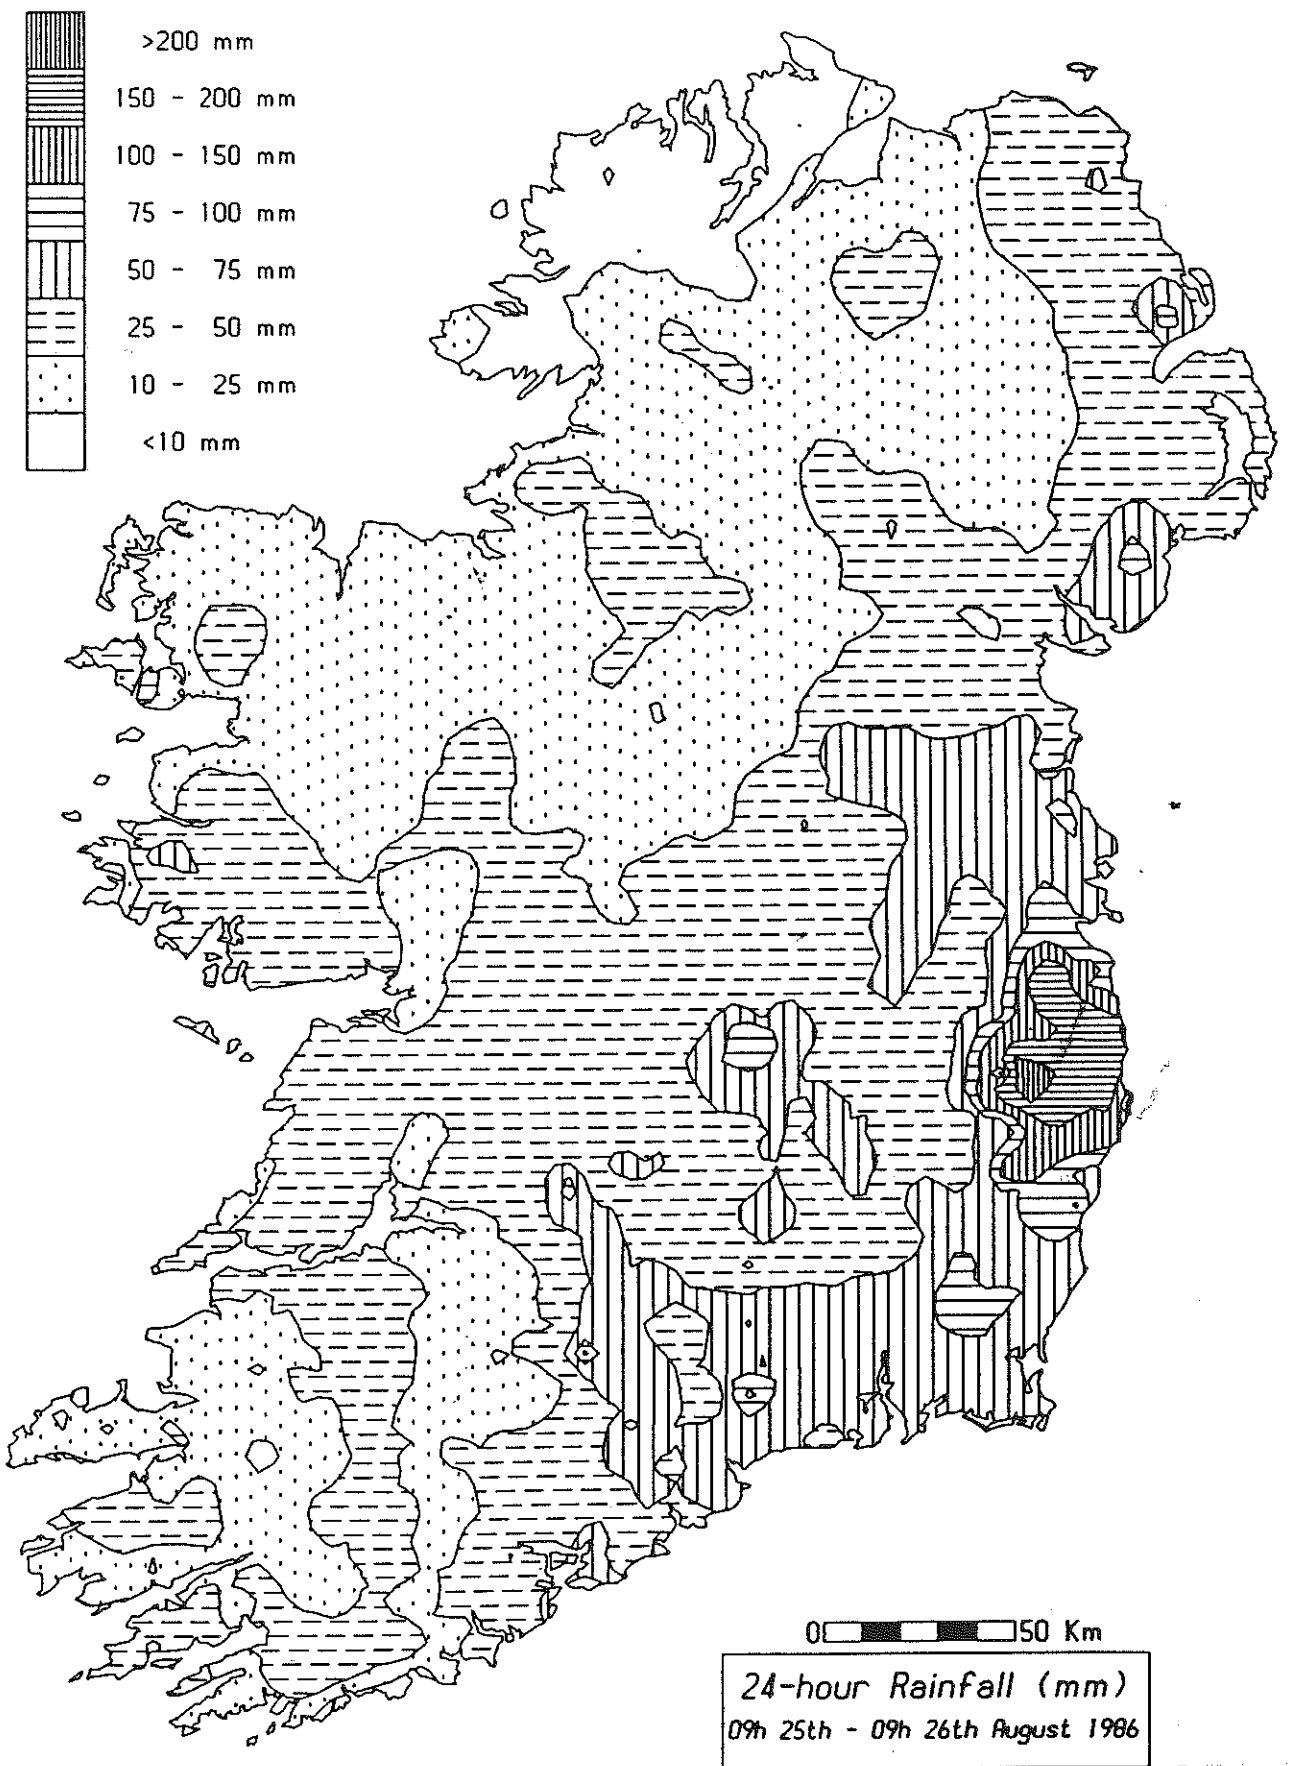 >200 mm
150 - 200 mm
100 - 150 mm
75 - 100 mm
50 - 75 mm
25 - 50 mm
10 - 25 mm
<10 mm
0 50 Km
24-hour Rainfall (mm)
09h 25th - 09h 26th August 1986